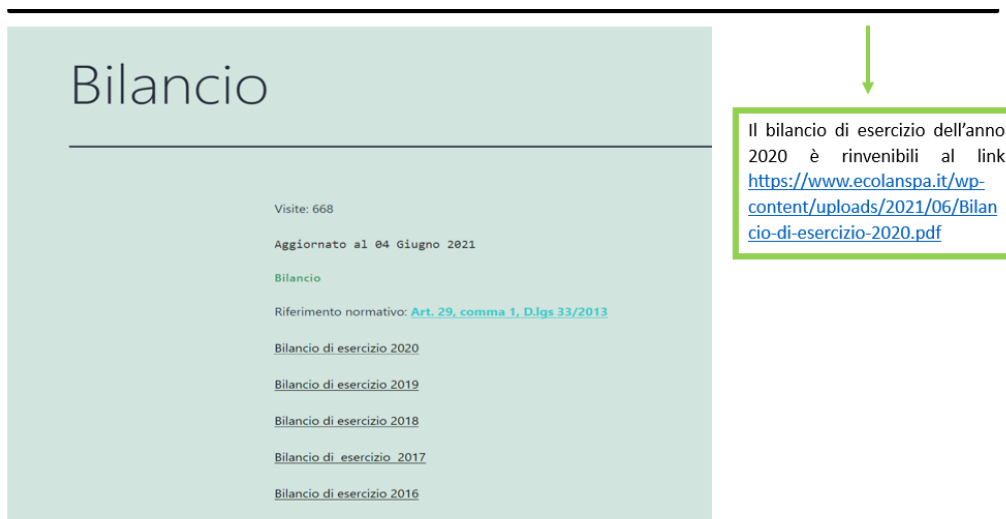 Bilancio
Visite: 668
Aggiornato al 04 Giugno 2021
Bilancio
Riferimento normativo: Art. 29, comma 1, D.lgs 33/2013
Bilancio di esercizio 2020
Bilancio di esercizio 2019
Bilancio di esercizio 2018
Bilancio di esercizio 2017
Bilancio di esercizio 2016
Il bilancio di esercizio dell’anno
2020 è rinvenibili al link
https://www.ecolanspa.it/wp-
content/uploads/2021/06/Bilan
cio-di-esercizio-2020.pdf